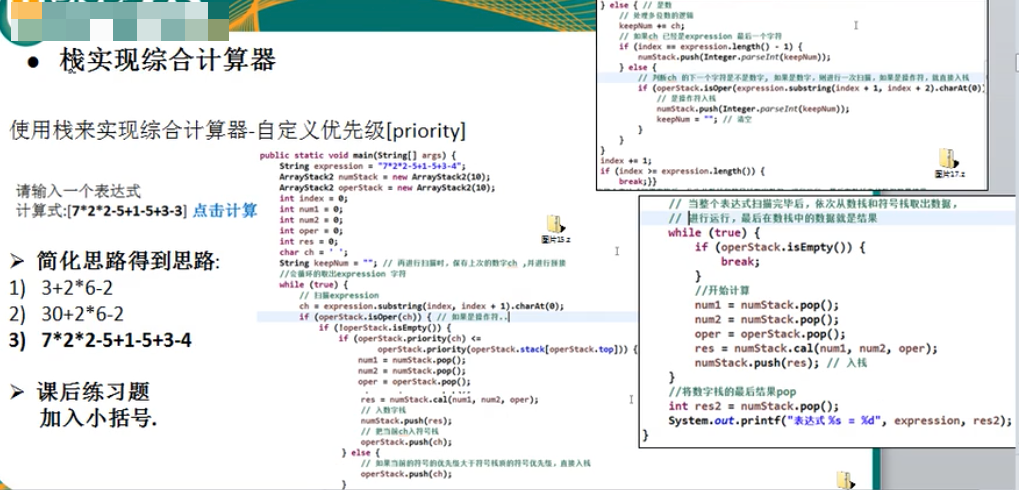 栈实现综合计算器
使用栈来实现综合计算器-自定义优先级[priority]
请输入一个表达式
计算式:[7*2*2-5+1-5+3-3] 点击计算
简化思路得到思路:
1) 3+2*6-2
2) 30+2*6-2
3) 7*2*2-5+1-5+3-4
课后练习题
加入小括号.
public static void main(String[] args) {
String expression = "7*2*2-5+1-5+3-4";
ArrayStack2 numStack = new ArrayStack2(10);
ArrayStack2 operStack = new ArrayStack2(10);
int index = 0;
int num1 = 0;
int num2 = 0;
int oper = 0;
int res = 0;
char ch = ' ';
String keepNum = ""; // 再进行扫描时，保存上次的数字ch ,并进行拼接
//会循环的取出expression 字符
while (true) {
// 扫描expression
ch = expression.substring(index, index + 1).charAt(0);
if (operStack.isOper(ch)) { // 如果是操作符..
if (!operStack.isEmpty()) {
if (operStack.priority(ch) <=
operStack.priority(operStack.stack[operStack.top])) {
num1 = numStack.pop();
num2 = numStack.pop();
oper = operStack.pop();
res = numStack.cal(num1, num2, oper);
// 入数字栈
numStack.push(res);
// 把当前ch入符号栈
operStack.push(ch);
} else {
// 如果当前的符号的优先级大于符号栈顶的符号优先级，直接入栈
operStack.push(ch);
}
图片15.z
} else { // 是数
// 处理多位数的逻辑
keepNum += ch;
// 如果ch 已经是expression 最后一个字符
if (index == expression.length() - 1) {
numStack.push(Integer.parseInt(keepNum));
} else {
// 判断ch 的下一个字符是不是数字, 如果是数字，则进行一次扫描，如果是操作符，就直接入栈
if (operStack.isOper(expression.substring(index + 1, index + 2).charAt(0))
// 是操作符入栈
numStack.push(Integer.parseInt(keepNum));
keepNum = ""; // 清空
}
}
}
index += 1;
if (index >= expression.length()) {
break;}}
图片17.z
// 当整个表达式扫描完毕后，依次从数栈和符号栈取出数据，
// 进行运行，最后在数栈中的数据就是结果
while (true) {
if (operStack.isEmpty()) {
break;
}
//开始计算
num1 = numStack.pop();
num2 = numStack.pop();
oper = operStack.pop();
res = numStack.cal(num1, num2, oper);
numStack.push(res); // 入栈
}
//将数字栈的最后结果pop
int res2 = numStack.pop();
System.out.printf("表达式 %s = %d", expression, res2);
}